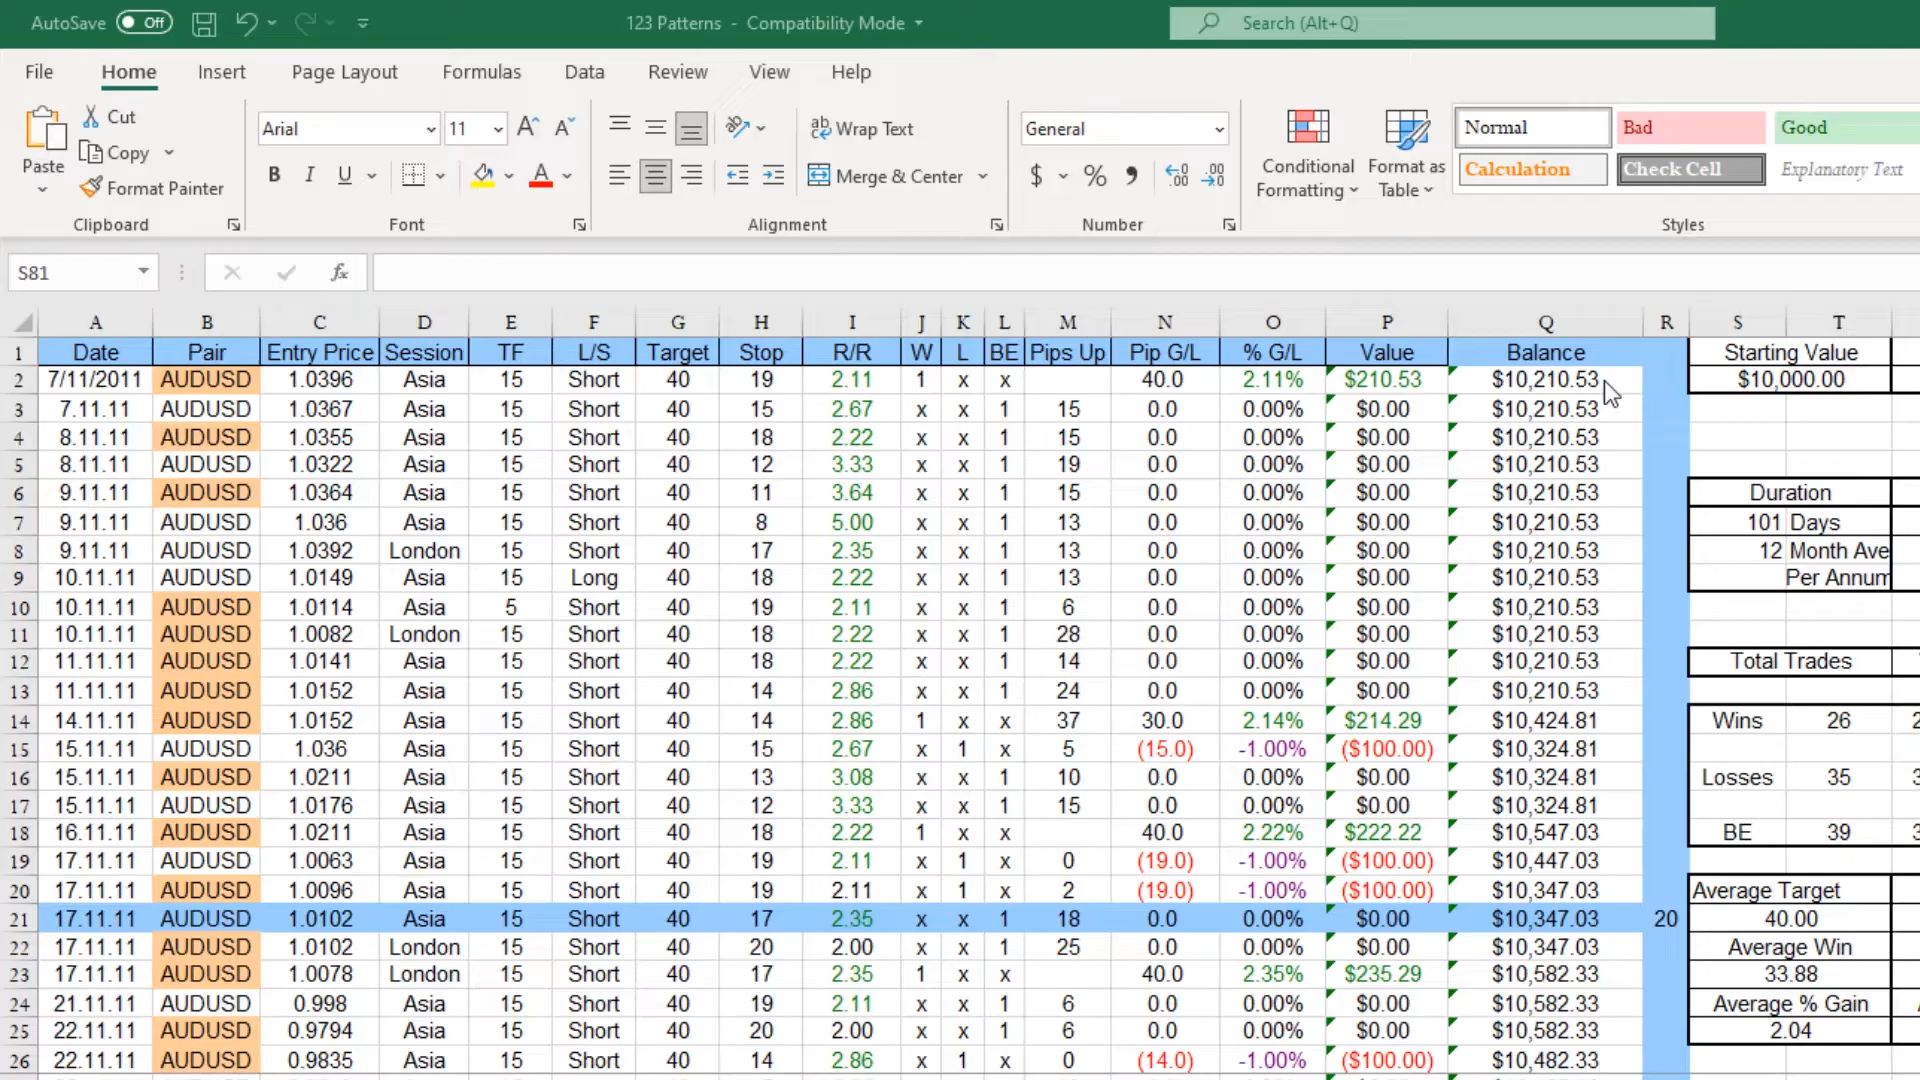 AutoSave Off 123 Patterns - Compatibility Mode Search (Alt+Q)
File Home Insert Page Layout Formulas Data Review View Help
Paste Cut Copy Format Painter
Arial 11 Wrap Text General Normal Bad Good
B I U Merge & Center $ % Conditional Formatting Format as Table Calculation Check Cell Explanatory Text
Clipboard Font Alignment Number Styles
S81 fx
A B C D E F G H I J K L M N O P Q R S T
1 Date Pair Entry Price Session TF L/S Target Stop R/R W L BE Pips Up Pip G/L % G/L Value Balance Starting Value
2 7/11/2011 AUDUSD 1.0396 Asia 15 Short 40 19 2.11 1 x x 40.0 2.11% $210.53 $10,210.53 $10,000.00
3 7.11.11 AUDUSD 1.0367 Asia 15 Short 40 15 2.67 x x 1 15 0.0 0.00% $0.00 $10,210.53
4 8.11.11 AUDUSD 1.0355 Asia 15 Short 40 18 2.22 x x 1 15 0.0 0.00% $0.00 $10,210.53
5 8.11.11 AUDUSD 1.0322 Asia 15 Short 40 12 3.33 x x 1 19 0.0 0.00% $0.00 $10,210.53
6 9.11.11 AUDUSD 1.0364 Asia 15 Short 40 11 3.64 x x 1 15 0.0 0.00% $0.00 $10,210.53 Duration
7 9.11.11 AUDUSD 1.036 Asia 15 Short 40 8 5.00 x x 1 13 0.0 0.00% $0.00 $10,210.53 101 Days
8 9.11.11 AUDUSD 1.0392 London 15 Short 40 17 2.35 x x 1 13 0.0 0.00% $0.00 $10,210.53 12 Month Ave
9 10.11.11 AUDUSD 1.0149 Asia 15 Long 40 18 2.22 x x 1 13 0.0 0.00% $0.00 $10,210.53 Per Annum
10 10.11.11 AUDUSD 1.0114 Asia 5 Short 40 19 2.11 x x 1 6 0.0 0.00% $0.00 $10,210.53
11 10.11.11 AUDUSD 1.0082 London 15 Short 40 18 2.22 x x 1 28 0.0 0.00% $0.00 $10,210.53
12 11.11.11 AUDUSD 1.0141 Asia 15 Short 40 18 2.22 x x 1 14 0.0 0.00% $0.00 $10,210.53 Total Trades
13 11.11.11 AUDUSD 1.0152 Asia 15 Short 40 14 2.86 x x 1 24 0.0 0.00% $0.00 $10,210.53
14 14.11.11 AUDUSD 1.0152 Asia 15 Short 40 14 2.86 1 x x 37 30.0 2.14% $214.29 $10,424.81 Wins 26
15 15.11.11 AUDUSD 1.036 Asia 15 Short 40 15 2.67 x 1 x 5 (15.0) -1.00% ($100.00) $10,324.81
16 15.11.11 AUDUSD 1.0211 Asia 15 Short 40 13 3.08 x x 1 10 0.0 0.00% $0.00 $10,324.81 Losses 35
17 15.11.11 AUDUSD 1.0176 Asia 15 Short 40 12 3.33 x x 1 15 0.0 0.00% $0.00 $10,324.81
18 16.11.11 AUDUSD 1.0211 Asia 15 Short 40 18 2.22 1 x x 40.0 2.22% $222.22 $10,547.03 BE 39
19 17.11.11 AUDUSD 1.0063 Asia 15 Short 40 19 2.11 x 1 x 0 (19.0) -1.00% ($100.00) $10,447.03
20 17.11.11 AUDUSD 1.0096 Asia 15 Short 40 19 2.11 x 1 x 2 (19.0) -1.00% ($100.00) $10,347.03 Average Target
21 17.11.11 AUDUSD 1.0102 Asia 15 Short 40 17 2.35 x x 1 18 0.0 0.00% $0.00 $10,347.03 20 40.00
22 17.11.11 AUDUSD 1.0102 London 15 Short 40 20 2.00 x x 1 25 0.0 0.00% $0.00 $10,347.03 Average Win
23 17.11.11 AUDUSD 1.0078 London 15 Short 40 17 2.35 1 x x 40.0 2.35% $235.29 $10,582.33 33.88
24 21.11.11 AUDUSD 0.998 Asia 15 Short 40 19 2.11 x x 1 6 0.0 0.00% $0.00 $10,582.33 Average % Gain
25 22.11.11 AUDUSD 0.9794 Asia 15 Short 40 20 2.00 x x 1 6 0.0 0.00% $0.00 $10,582.33 2.04
26 22.11.11 AUDUSD 0.9835 Asia 15 Short 40 14 2.86 x 1 x 0 (14.0) -1.00% ($100.00) $10,482.33